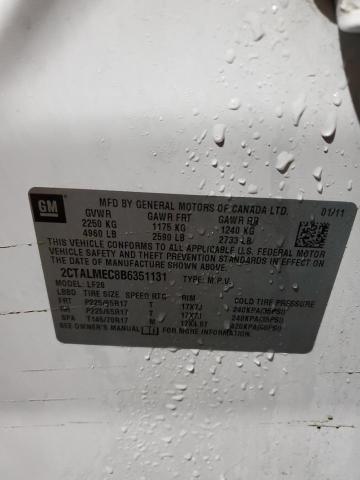 GM
MFD BY GENERAL MOTORS OF CANADA LTD. 01/11
GVWR GAWR FRT GAWR RR
2250 KG 1175 KG 1240 KG
4960 LB 2590 LB 2733 LB
THIS VEHICLE CONFORMS TO ALL APPLICABLE U.S. FEDERAL MOTOR
VEHICLE SAFETY, BUMPER, AND THEFT PREVENTION STANDARDS IN EFFECT ON THE
DATE OF MANUFACTURE SHOWN ABOVE.
2CTALMEC8B6351131 TYPE: M.P.V.
MODEL: LF26
LBBD TIRE SIZE SPEED RTG RIM COLD TIRE PRESSURE
FRT P225/65R17 T 17X7J 240KPA(35PSI)
RR P225/65R17 T 17X7J 240KPA(35PSI)
SPA T145/70R17 M 17X4.5T 420KPA(60PSI)
SEE OWNER'S MANUAL